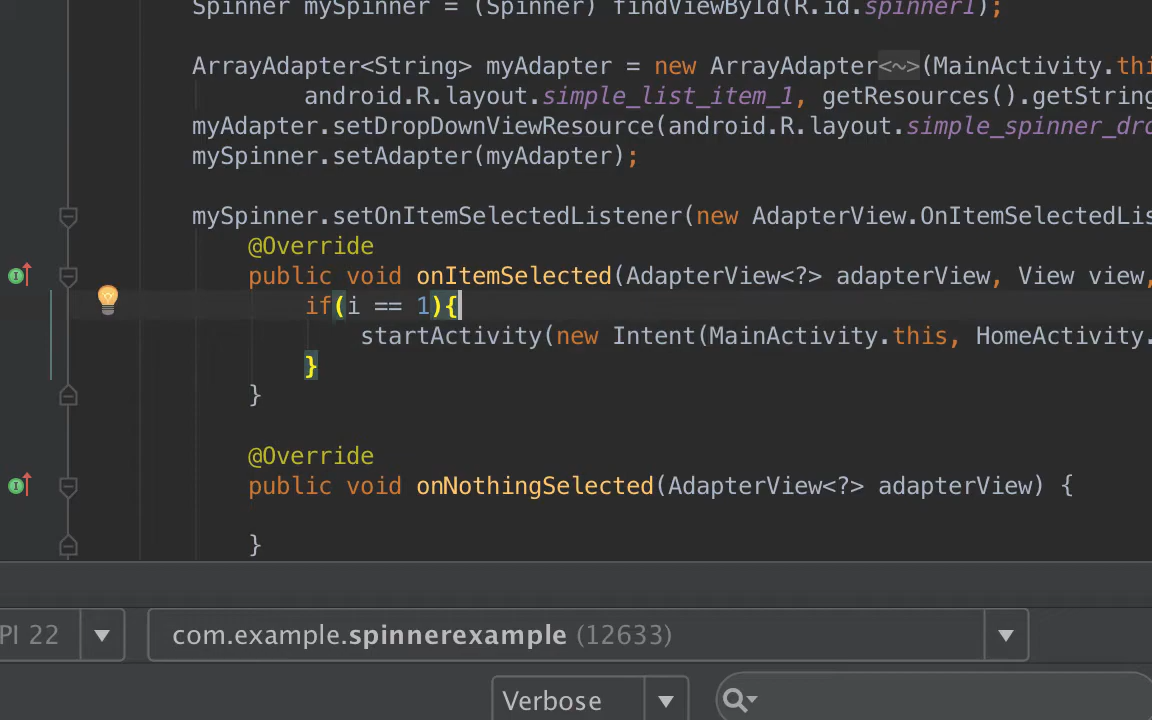 Spinner mySpinner = (Spinner) findViewById(R.id.spinner1);
ArrayAdapter<String> myAdapter = new ArrayAdapter<~>(MainActivity.thi
android.R.layout.simple_list_item_1, getResources().getString
myAdapter.setDropDownViewResource(android.R.layout.simple_spinner_dro
mySpinner.setAdapter(myAdapter);
mySpinner.setOnItemSelectedListener(new AdapterView.OnItemSelectedLis
@Override
public void onItemSelected(AdapterView<?> adapterView, View view,
if(i == 1){
startActivity(new Intent(MainActivity.this, HomeActivity.
}
}
@Override
public void onNothingSelected(AdapterView<?> adapterView) {
}
PI 22
com.example.spinnerexample (12633)
Verbose